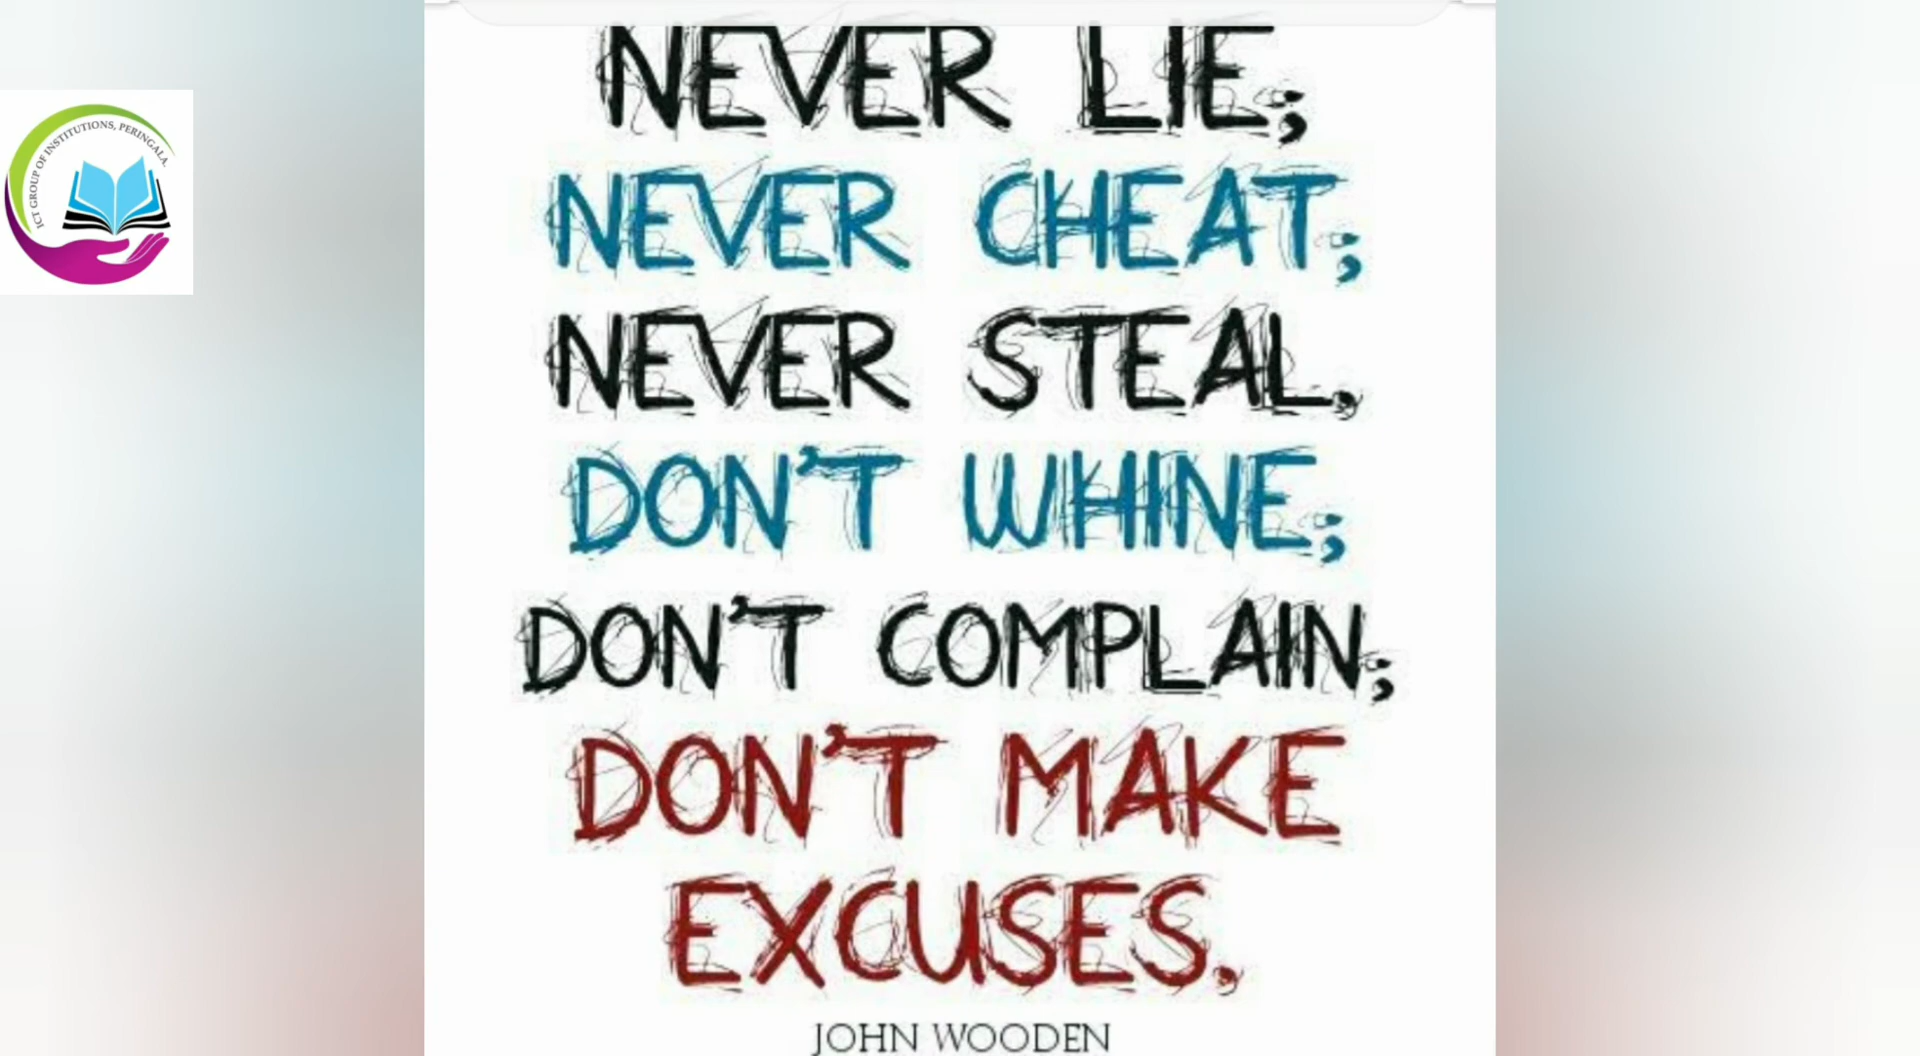 ICT GROUP OF INSTITUTIONS, PERINGALA.
NEVER LIE;
NEVER CHEAT;
NEVER STEAL.
DON'T WHINE;
DON'T COMPLAIN;
DON'T MAKE
EXCUSES.
JOHN WOODEN